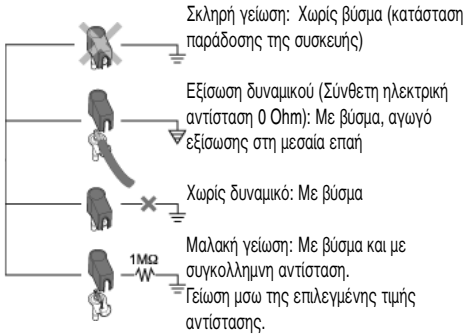 Σκληρή γείωση: Χωρίς βύσμα (κατάσταση
παράδοσης της συσκευής)
Εξίσωση δυναμικού (Σύνθετη ηλεκτρική
αντίσταση 0 Ohm): Με βύσμα, αγωγό
εξίσωσης στη μεσαία επαή
Χωρίς δυναμικό: Με βύσμα
Μαλακή γείωση: Με βύσμα και με
1MΩ
συγκολλημνη αντίσταση.
Γείωση μσω της επιλεγμένης τιμής
αντίστασης.